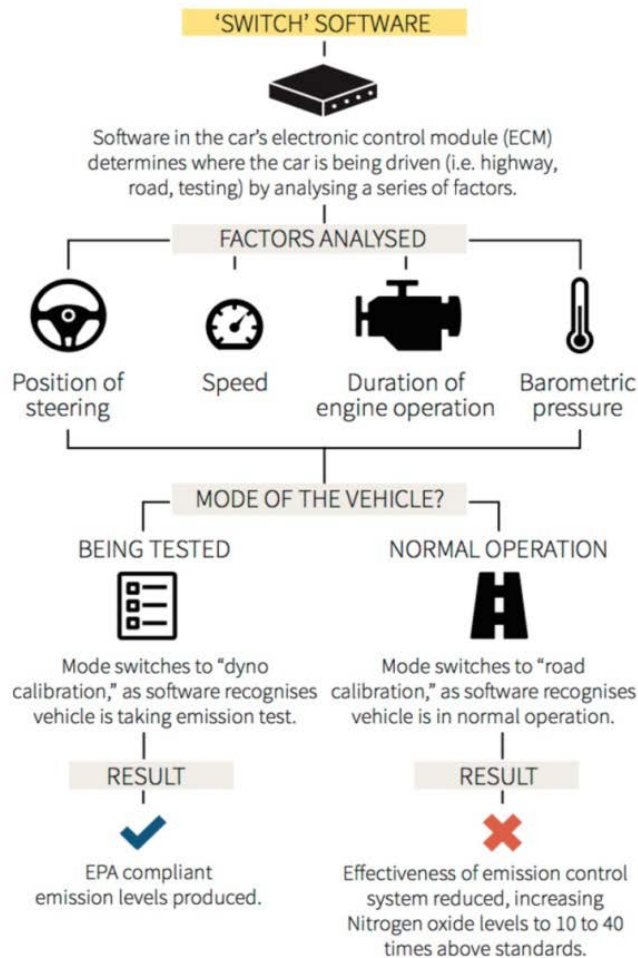 ‘SWITCH’ SOFTWARE
Software in the car’s electronic control module (ECM)
determines where the car is being driven (i.e. highway,
road, testing) by analysing a series of factors.
FACTORS ANALYSED
Position of
steering
Speed
Duration of
engine operation
Barometric
pressure
MODE OF THE VEHICLE?
BEING TESTED
Mode switches to “dyno
calibration,” as software recognises
vehicle is taking emission test.
RESULT
EPA compliant
emission levels produced.
NORMAL OPERATION
Mode switches to “road
calibration,” as software recognises
vehicle is in normal operation.
RESULT
Effectiveness of emission control
system reduced, increasing
Nitrogen oxide levels to 10 to 40
times above standards.